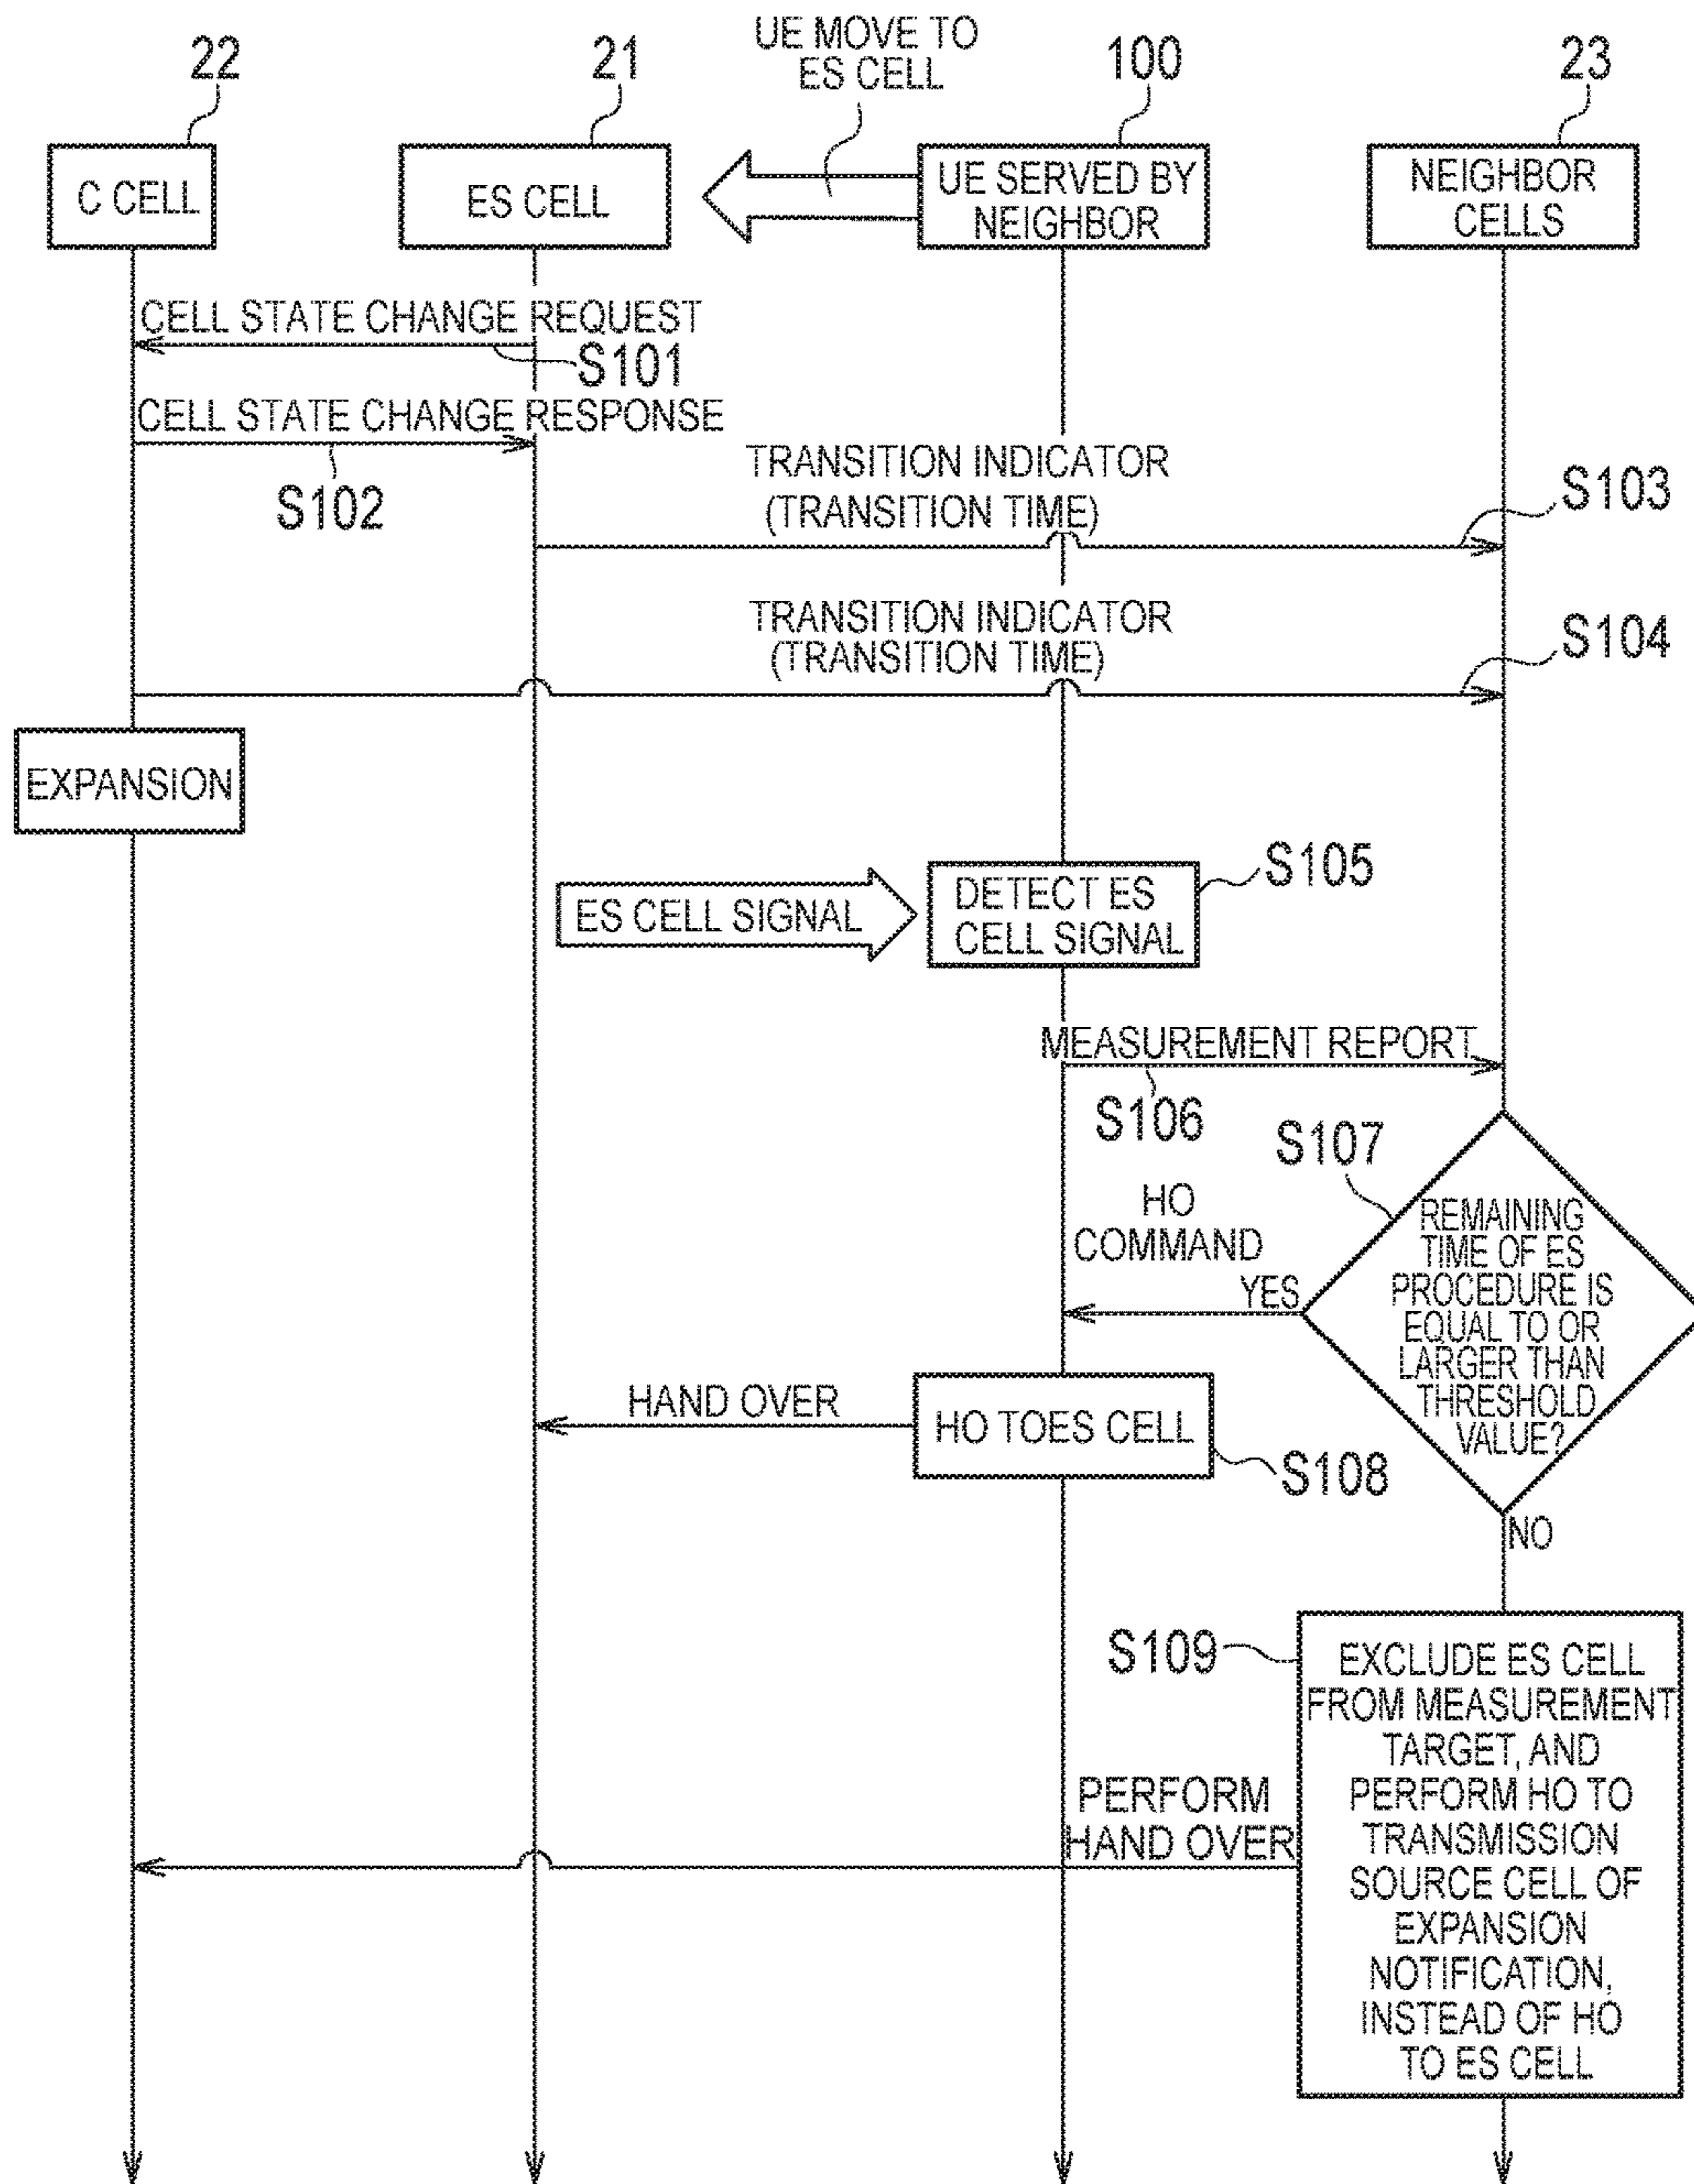 22
21
UE MOVE TO
ES CELL
100
23
C CELL
ES CELL
UE SERVED BY
NEIGHBOR
NEIGHBOR
CELLS
CELL STATE CHANGE REQUEST
S101
CELL STATE CHANGE RESPONSE
S102
TRANSITION INDICATOR
(TRANSITION TIME)
S103
TRANSITION INDICATOR
(TRANSITION TIME)
S104
EXPANSION
ES CELL SIGNAL
DETECT ES
CELL SIGNAL
S105
MEASUREMENT REPORT
S106
S107
REMAINING
TIME OF ES
PROCEDURE IS
EQUAL TO OR
LARGER THAN
THRESHOLD
VALUE?
HO
COMMAND
YES
HAND OVER
HO TOES CELL
S108
NO
S109
EXCLUDE ES CELL
FROM MEASUREMENT
TARGET, AND
PERFORM HO TO
TRANSMISSION
SOURCE CELL OF
EXPANSION
NOTIFICATION,
INSTEAD OF HO
TO ES CELL
PERFORM
HAND OVER